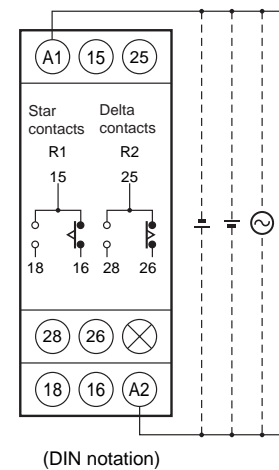 A1 15 25
Star contacts
Delta contacts
R1 R2
15 25
18 16 28 26
28 26
18 16 A2
(DIN notation)